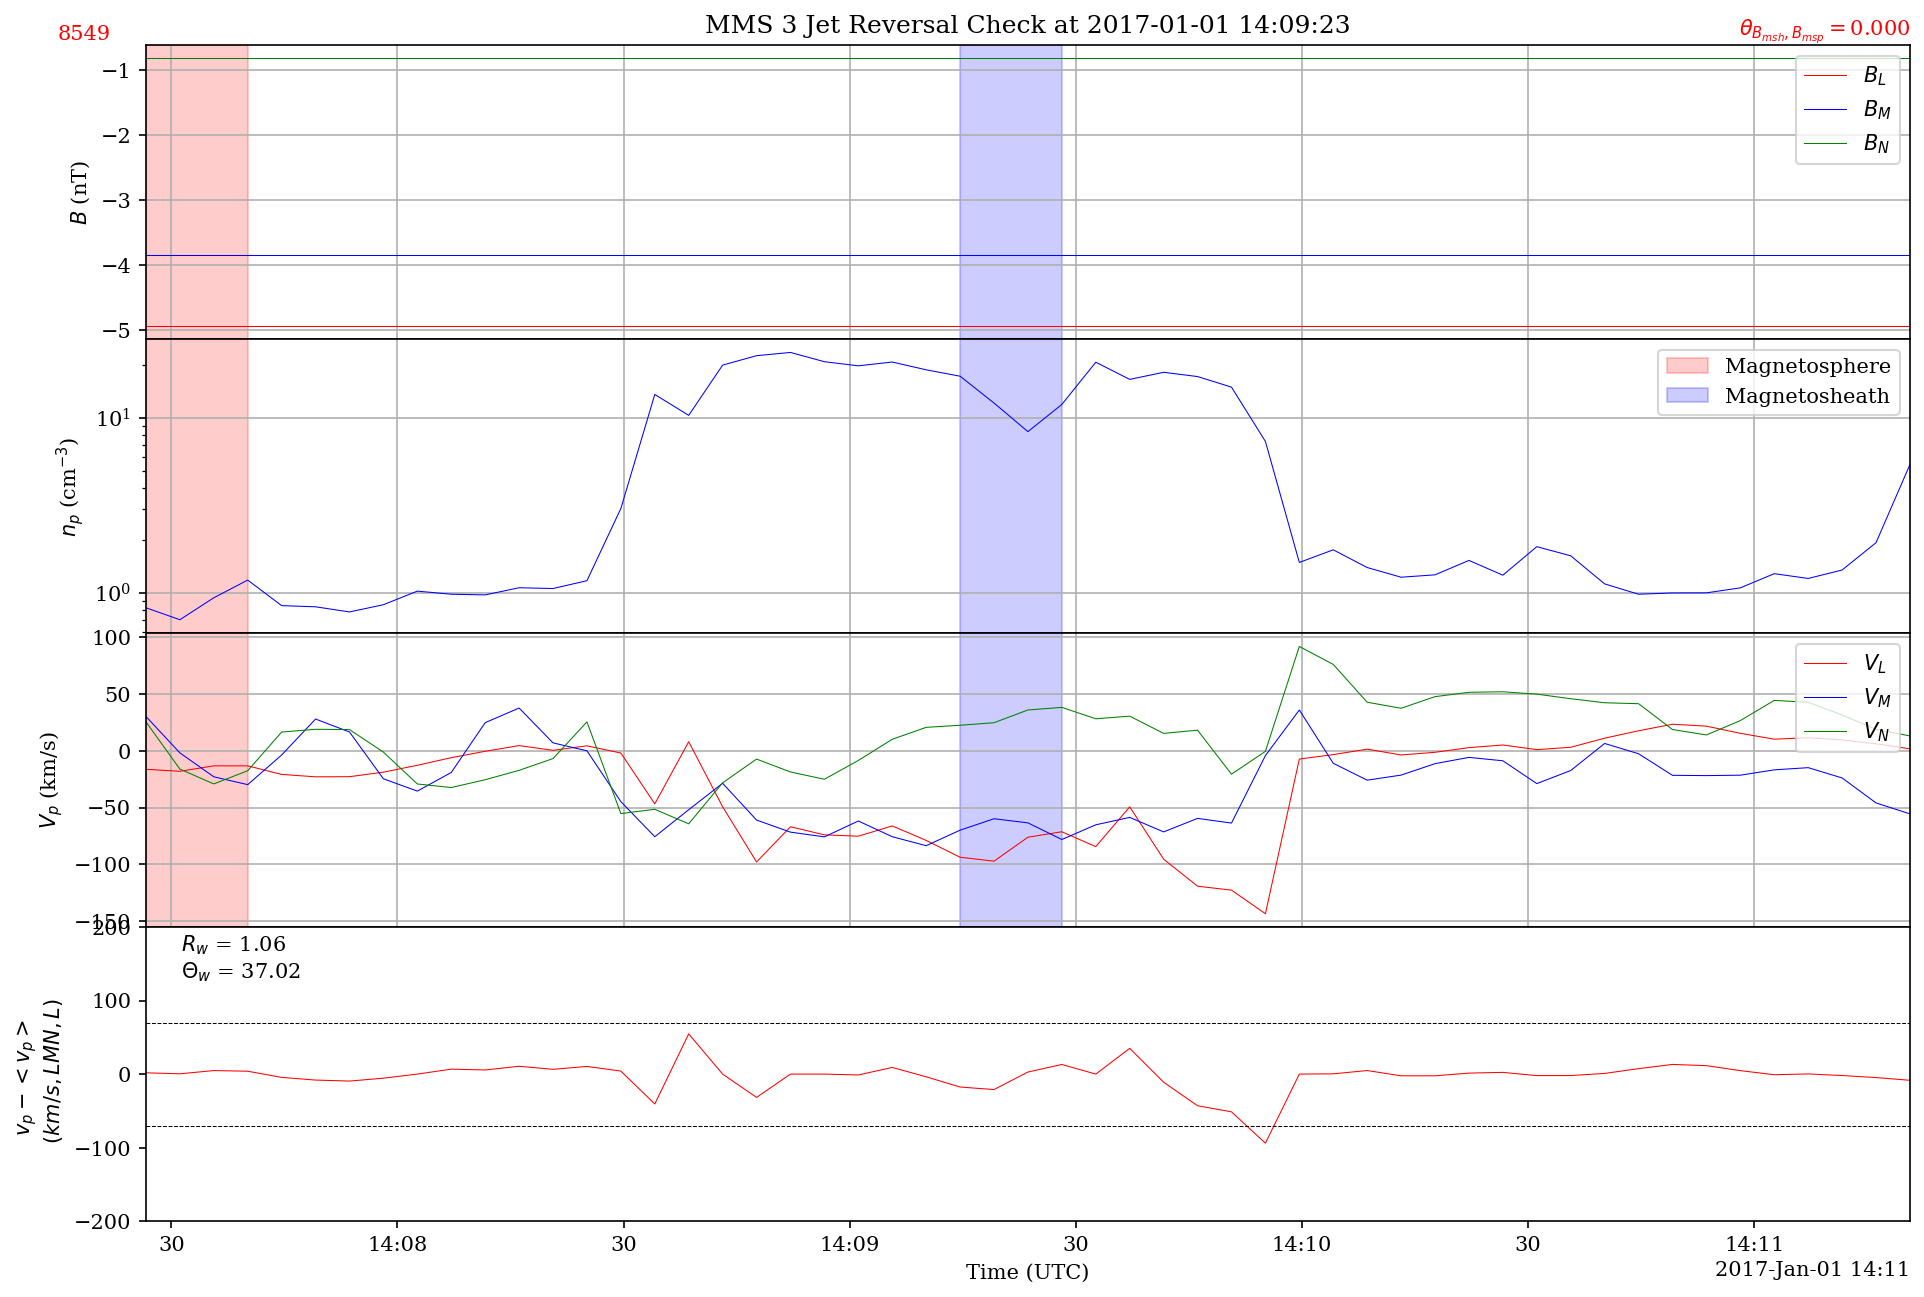 8549
MMS 3 Jet Reversal Check at 2017-01-01 14:09:23
θ_{B_{msh}, B_{msp}} = 0.000
B (nT)
−1
−2
−3
−4
−5
B_L
B_M
B_N
n_p (cm^{−3})
10^1
10^0
Magnetosphere
Magnetosheath
V_p (km/s)
100
50
0
−50
−100
−150
V_L
V_M
V_N
v_p − < v_p >
(km/s, LMN, L)
200
100
0
−100
−200
R_w = 1.06
Θ_w = 37.02
30
14:08
30
14:09
30
14:10
30
14:11
Time (UTC)
2017-Jan-01 14:11